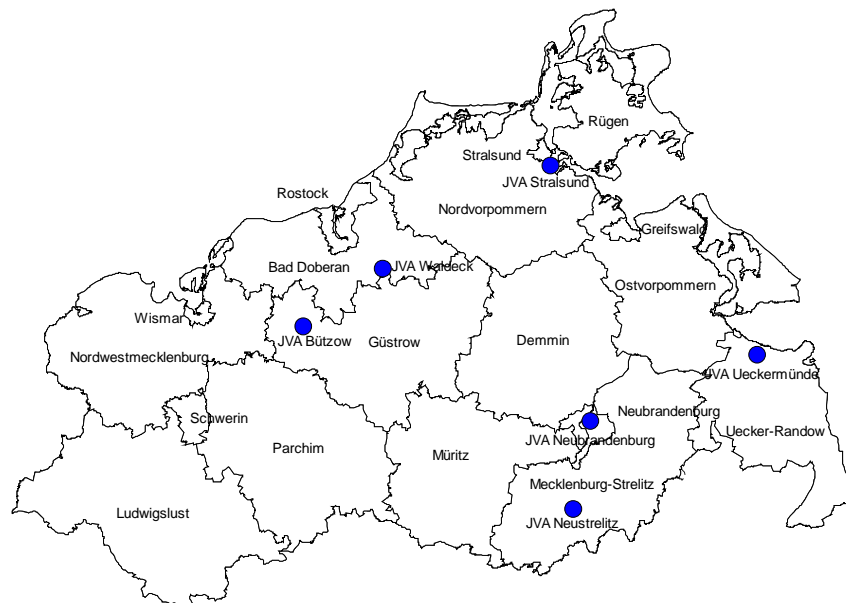 Rügen
Stralsund
JVA Stralsund
Rostock
Nordvorpommern
Greifswald
Bad Doberan
JVA Waldeck
Ostvorpommern
Wismar
JVA Bützow
Güstrow
Demmin
Nordwestmecklenburg
JVA Ueckermünde
Schwerin
Neubrandenburg
Uecker-Randow
JVA Neubrandenburg
Parchim
Müritz
Mecklenburg-Strelitz
Ludwigslust
JVA Neustrelitz